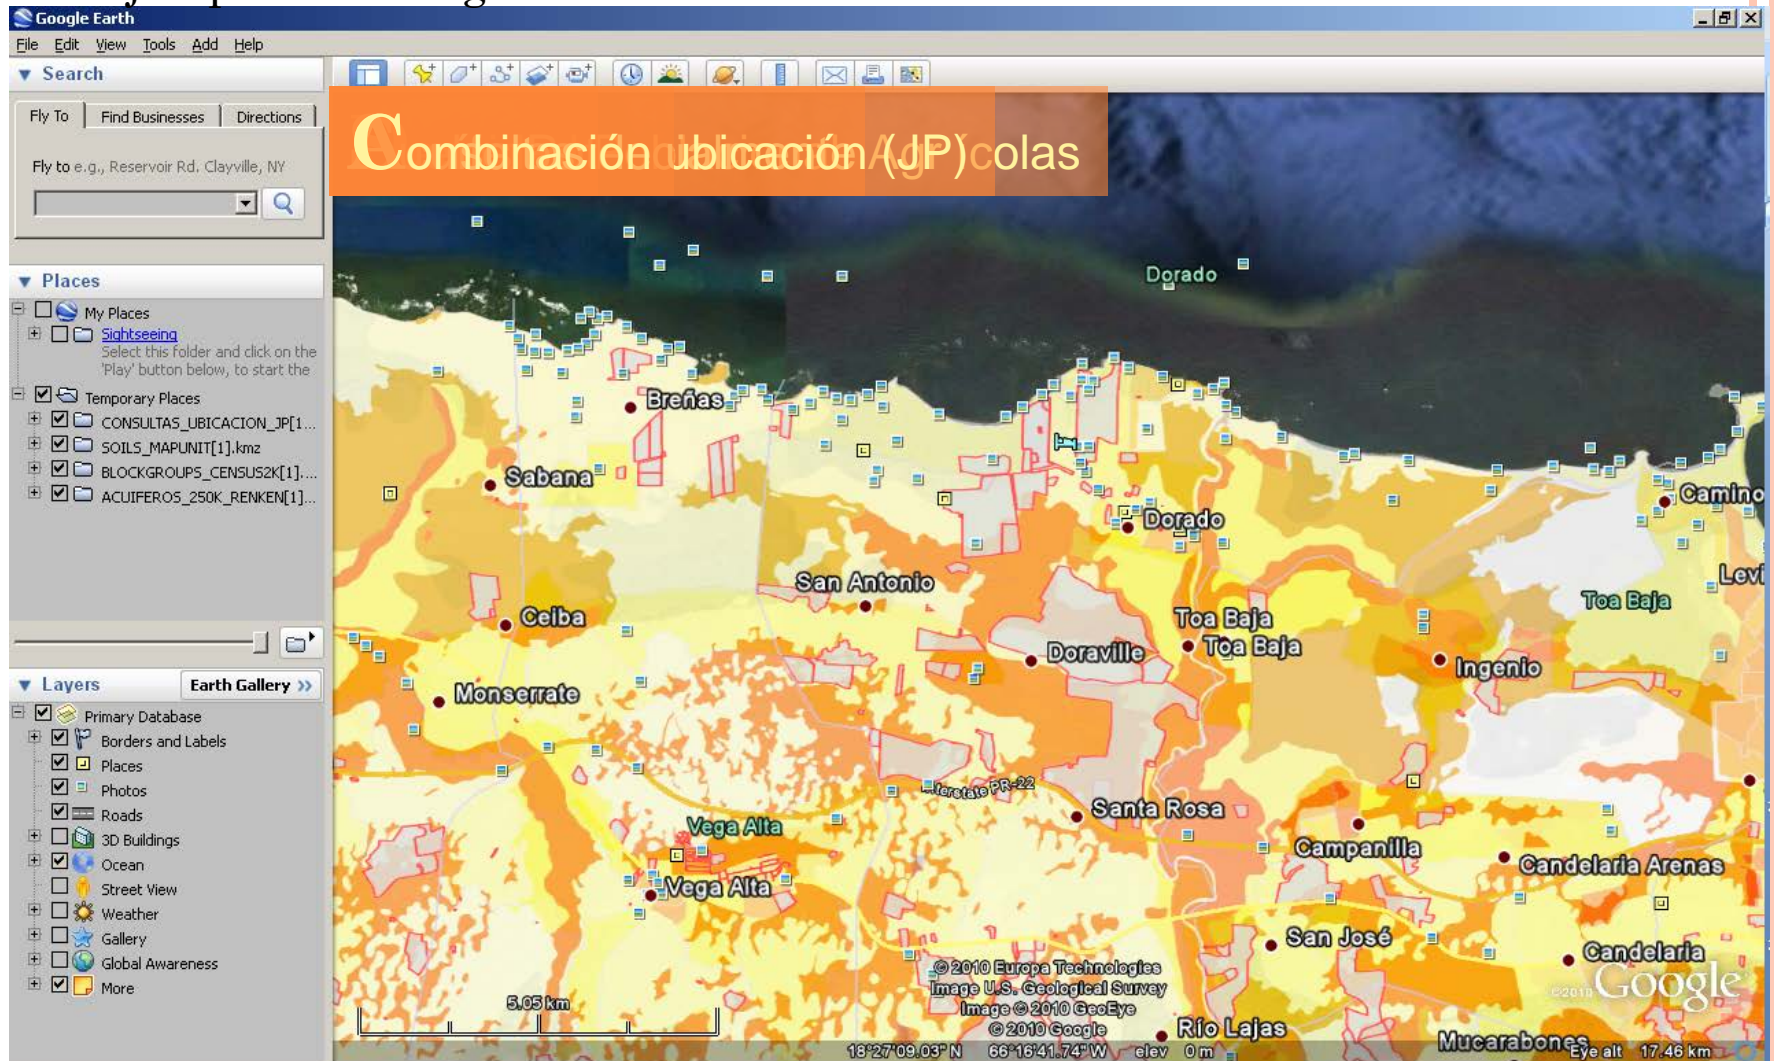 Google Earth
File Edit View Tools Add Help
Search
Fly To Find Businesses Directions
Fly to e.g., Reservoir Rd, Clayville, NY
Places
My Places
Sightseeing
Select this folder and click on the
'Play' button below, to start the
Temporary Places
CONSULTAS_UBICACION_JP[1...
SOILS_MAPUNIT[1].kmz
BLOCKGROUPS_CENSUS2K[1]....
ACUIFEROS_250K_RENKEN[1]...
Layers Earth Gallery >>
Primary Database
Borders and Labels
Places
Photos
Roads
3D Buildings
Ocean
Street View
Weather
Gallery
Global Awareness
More
Combinación ubicación (JP)colas
Dorado
Breñas
Sabana
Camino
Dorado
San Antonio
Levi
Toa Baja
Ceiba
Toa Baja
Toa Baja
Doraville
Ingenio
Monserrate
Interstate PR-22
Santa Rosa
Vega Alta
Campanilla
Candelaria Arenas
Vega Alta
San José
Candelaria
© 2010 Europa Technologies
Image U.S. Geological Survey
Image © 2010 GeoEye
© 2010 Google
©2010 Google
5.05 km
Río Lajas
Mucarabones
18°27'09.03" N 66°16'41.74" W elev 0 m Eye alt 17.46 km